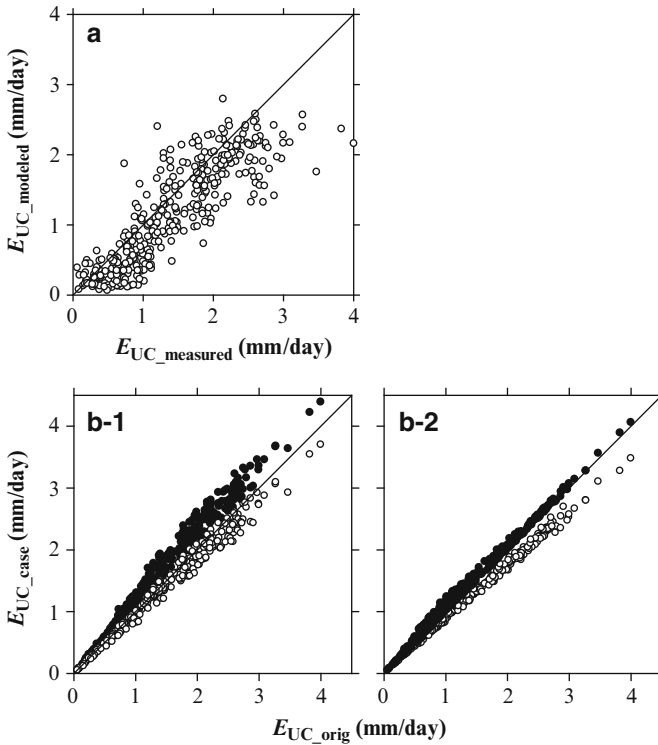 a
4
3
2
1
0
E_UC_modeled (mm/day)
0 1 2 3 4
E_UC_measured (mm/day)
b-1
b-2
4
3
2
1
0
E_UC_case (mm/day)
0 1 2 3 4
0 1 2 3 4
E_UC_orig (mm/day)